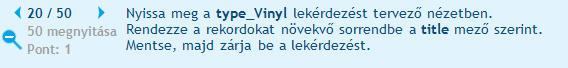 20 / 50
50 megnyitása
Pont: 1
Nyissa meg a type_Vinyl lekérdezést tervező nézetben.
Rendezze a rekordokat növekvő sorrendbe a title mező szerint.
Mentse, majd zárja be a lekérdezést.